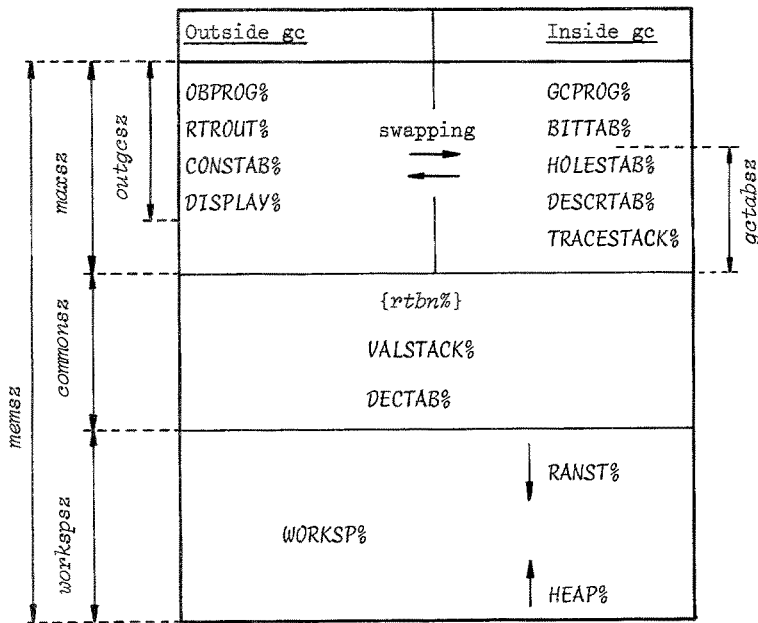 Outside gc
Inside gc
OBPROG%
GCPROG%
RTROUT%
swapping
BITTAB%
CONSTAB%
HOLESTAB%
DISPLAY%
DESCRTAB%
TRACESTACK%
{rtbn%}
VALSTACK%
DECTAB%
RANST%
WORKSP%
HEAP%
memsz
maxsz
outgcsz
gctabsz
commonsz
workspsz